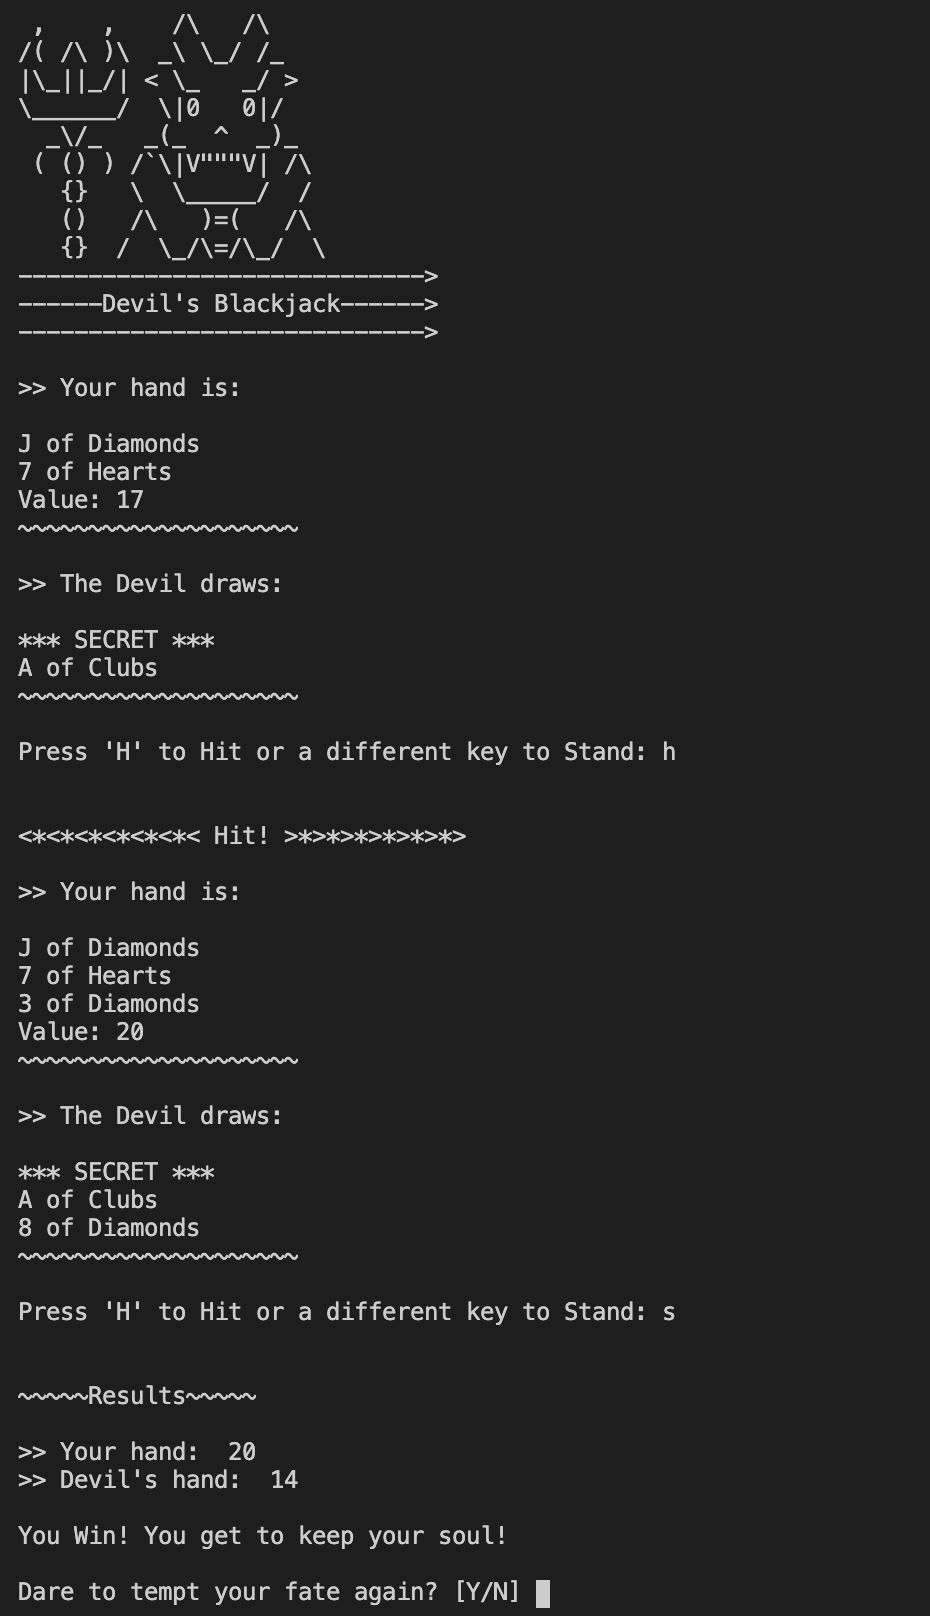 ------Devil's Blackjack------>
>> Your hand is:
J of Diamonds
7 of Hearts
Value: 17
~~~~~~~~~~~~~~~~~~~~
>> The Devil draws:
*** SECRET ***
A of Clubs
~~~~~~~~~~~~~~~~~~~~
Press 'H' to Hit or a different key to Stand: h
<*<*<*<*<*<*< Hit! >*>*>*>*>*>*>
>> Your hand is:
J of Diamonds
7 of Hearts
3 of Diamonds
Value: 20
~~~~~~~~~~~~~~~~~~~~
>> The Devil draws:
*** SECRET ***
A of Clubs
8 of Diamonds
~~~~~~~~~~~~~~~~~~~~
Press 'H' to Hit or a different key to Stand: s
~~~~~Results~~~~~
>> Your hand:  20
>> Devil's hand:  14
You Win! You get to keep your soul!
Dare to tempt your fate again? [Y/N]